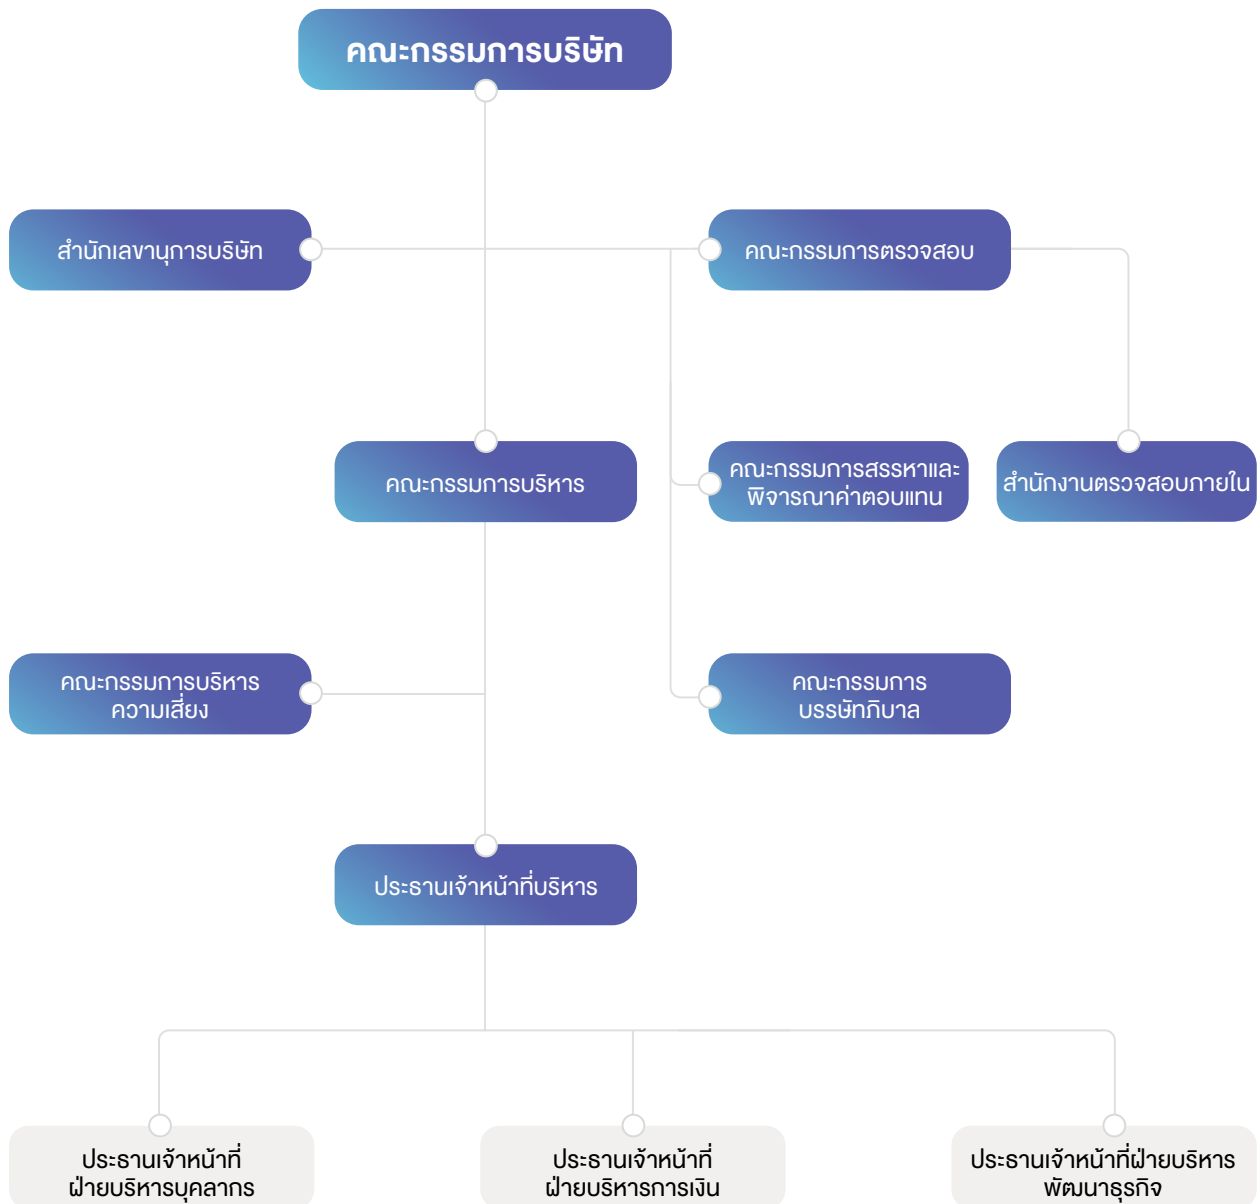 คณะกรรมการบริษัท
สำนักเลขานุการบริษัท
คณะกรรมการตรวจสอบ
คณะกรรมการบริหาร
คณะกรรมการสรรหาและ
พิจารณาค่าตอบแทน
สำนักงานตรวจสอบภายใน
คณะกรรมการบริหาร
ความเสี่ยง
คณะกรรมการ
บรรษัทภิบาล
ประธานเจ้าหน้าที่บริหาร
ประธานเจ้าหน้าที่
ฝ่ายบริหารบุคลากร
ประธานเจ้าหน้าที่
ฝ่ายบริหารการเงิน
ประธานเจ้าหน้าที่ฝ่ายบริหาร
พัฒนาธุรกิจ